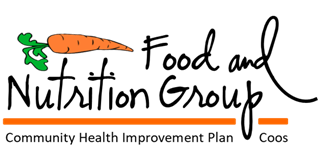 Food and
Nutrition Group
Community Health Improvement Plan Coos